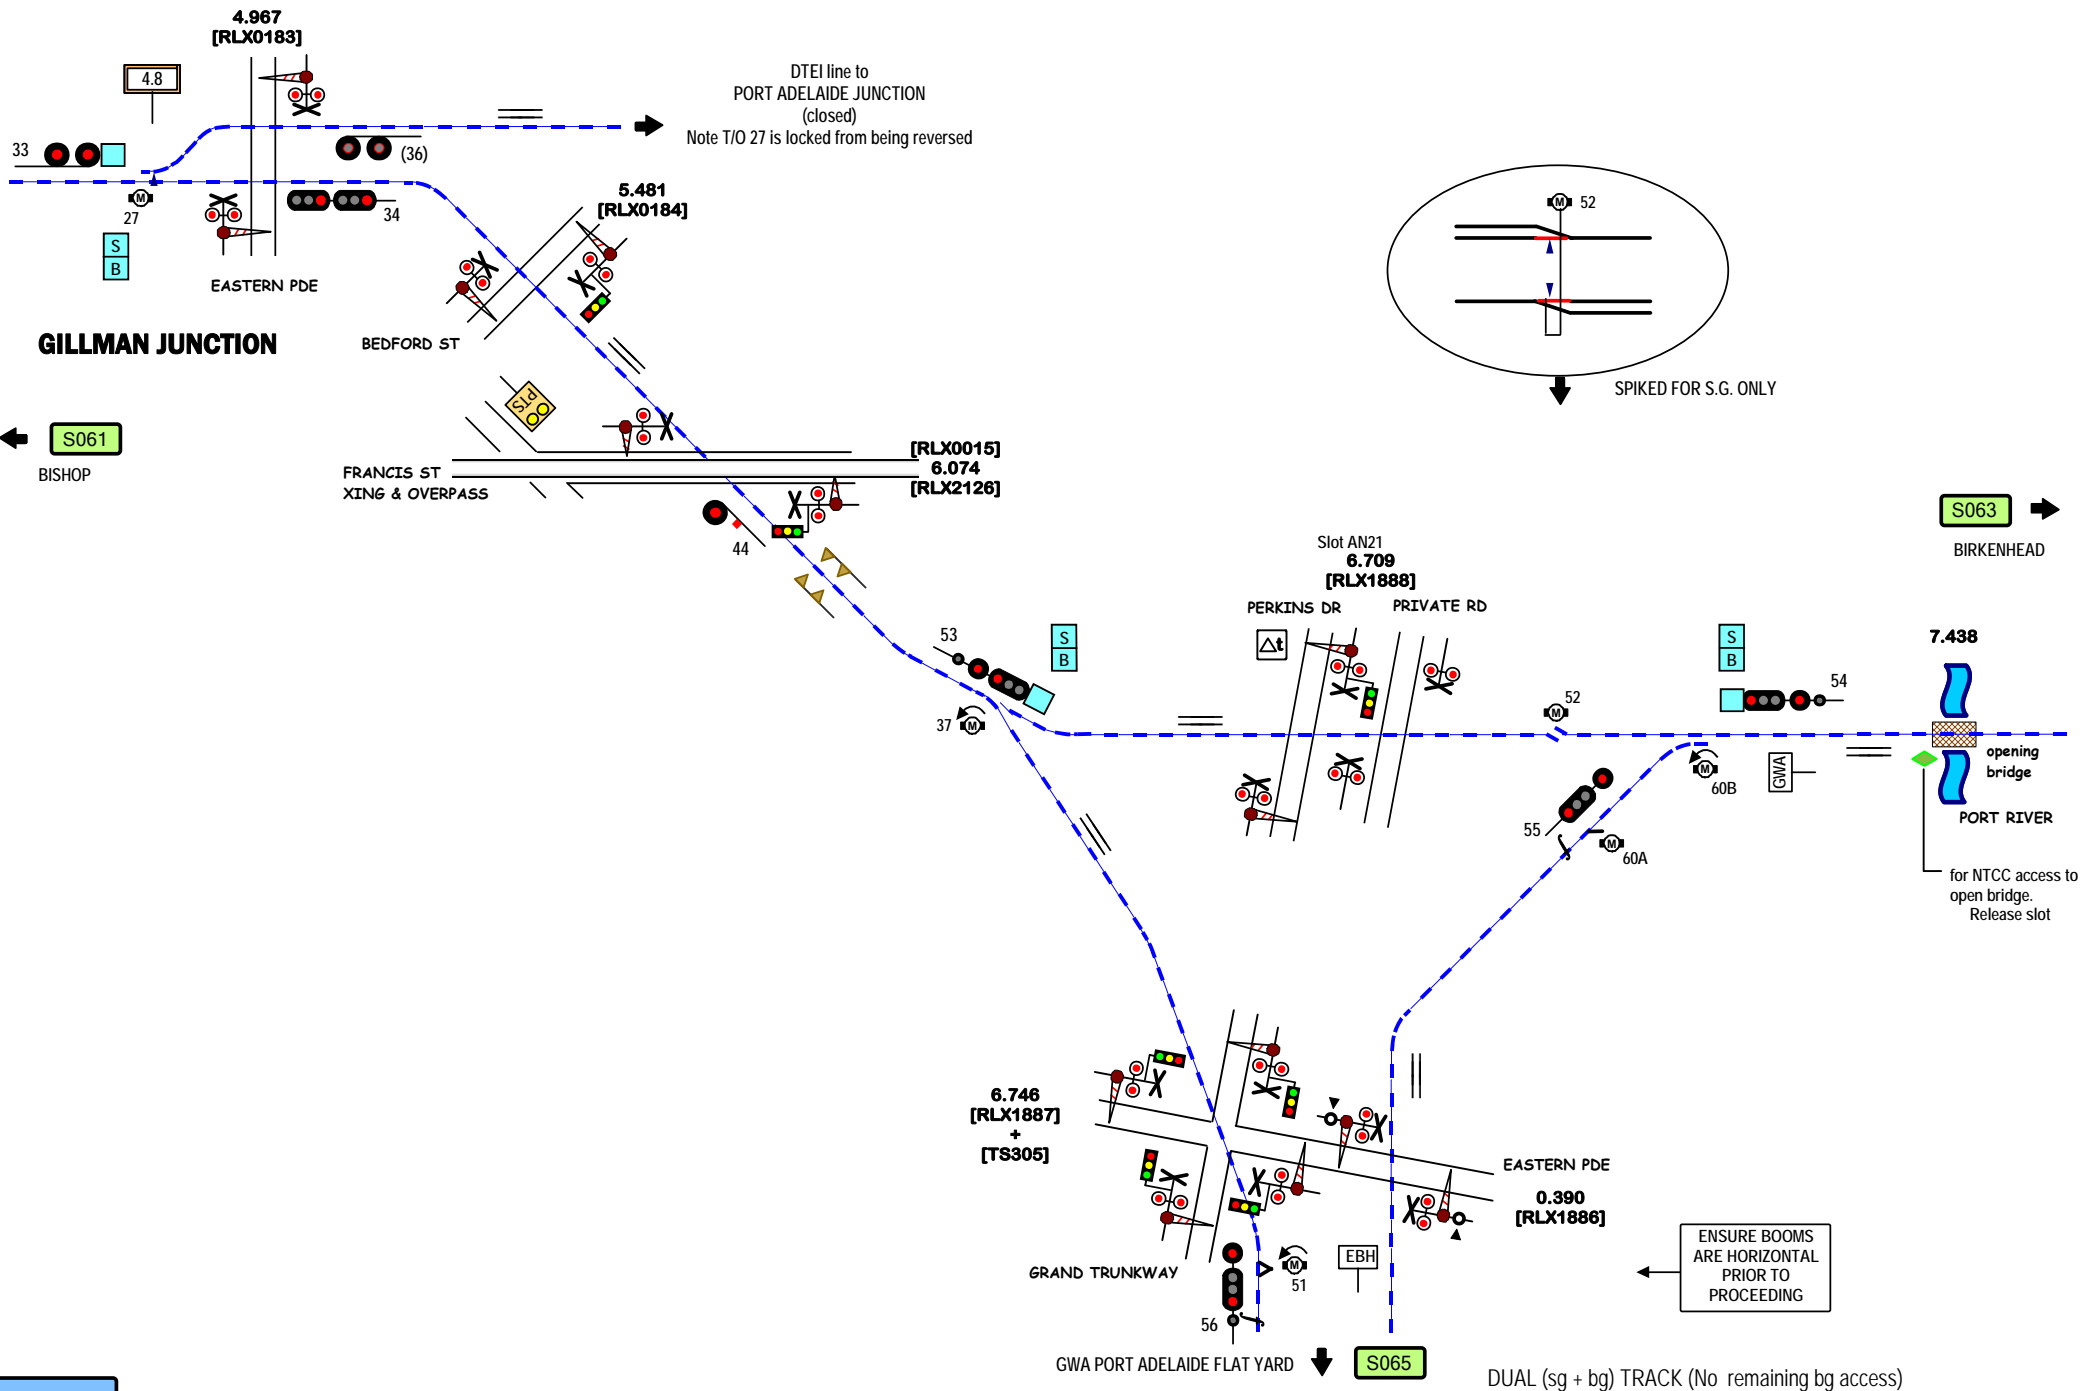 4.967
[RLX0183]
4.8
DTEI line to
PORT ADELAIDE JUNCTION
(closed)
Note T/O 27 is locked from being reversed
33
(36)
M
27
34
S
B
EASTERN PDE
5.481
[RLX0184]
M
52
GILLMAN JUNCTION
BEDFORD ST
SPIKED FOR S.G. ONLY
PTS
S061
BISHOP
FRANCIS ST
XING & OVERPASS
[RLX0015]
6.074
[RLX2126]
44
S063
BIRKENHEAD
Slot AN21
6.709
[RLX1888]
PERKINS DR
PRIVATE RD
Δt
53
S
B
37
M
S
B
54
7.438
52
M
GWA
M
60B
opening
bridge
PORT RIVER
55
M
60A
for NTCC access to
open bridge.
Release slot
6.746
[RLX1887]
+
[TS305]
EASTERN PDE
0.390
[RLX1886]
GRAND TRUNKWAY
M
51
EBH
ENSURE BOOMS
ARE HORIZONTAL
PRIOR TO
PROCEEDING
56
GWA PORT ADELAIDE FLAT YARD
S065
DUAL (sg + bg) TRACK (No remaining bg access)